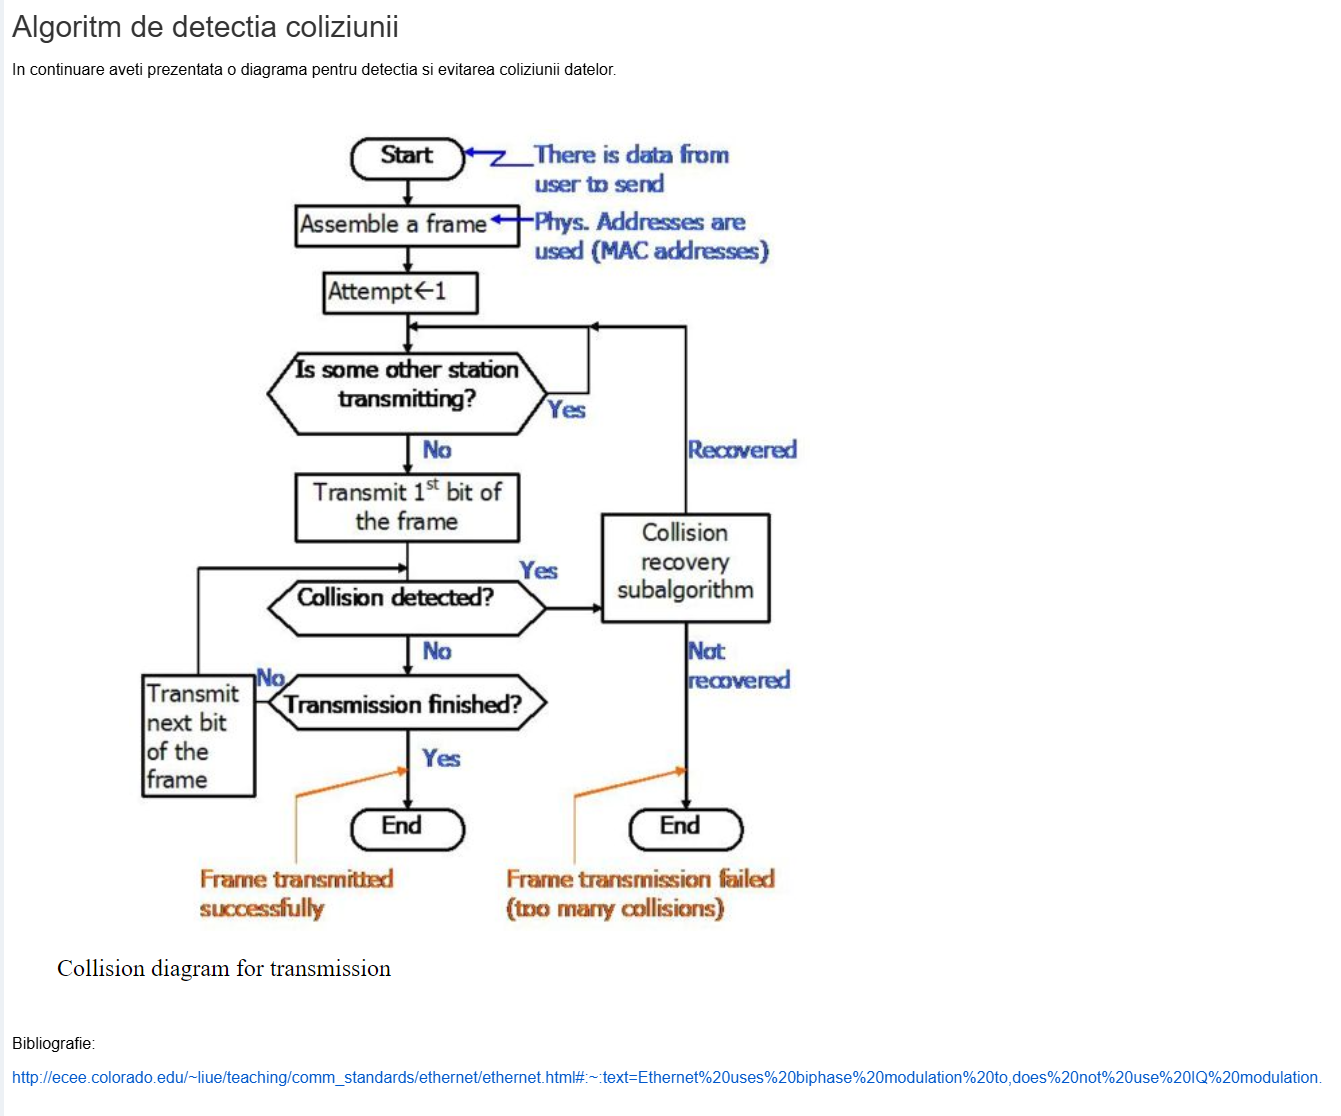 Algoritm de detectia coliziunii
In continuare aveti prezentata o diagrama pentru detectia si evitarea coliziunii datelor.
Start
There is data from
user to send
Assemble a frame
Phys. Addresses are
used (MAC addresses)
Attempt←1
Is some other station
transmitting?
Yes
No
Recovered
Transmit 1st bit of
the frame
Collision
recovery
subalgorithm
Yes
Collision detected?
No
Not
recovered
No
Transmit
next bit
of the
frame
Transmission finished?
Yes
End
End
Frame transmitted
successfully
Frame transmission failed
(too many collisions)
Collision diagram for transmission
Bibliografie:
http://ecee.colorado.edu/~liue/teaching/comm_standards/ethernet/ethernet.html#:~:text=Ethernet%20uses%20biphase%20modulation%20to,does%20not%20use%20IQ%20modulation.